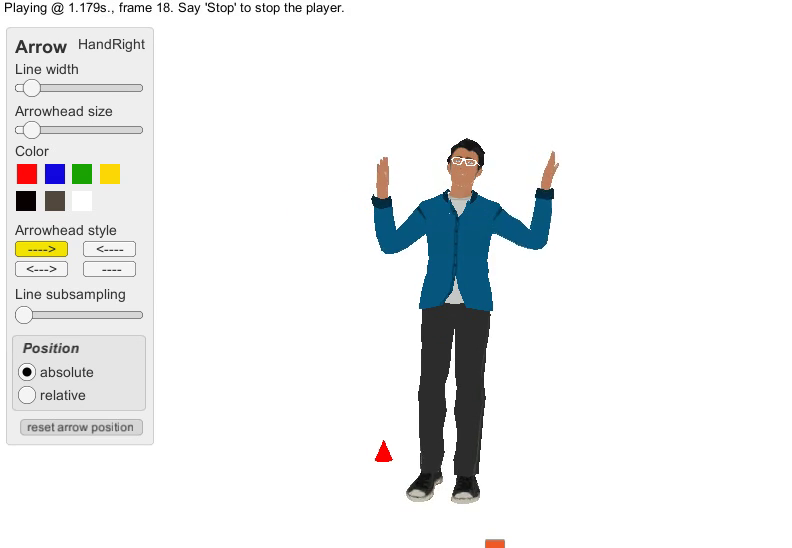 Playing @ 1.179s., frame 18. Say 'Stop' to stop the player.
Arrow HandRight
Line width
Arrowhead size
Color
Arrowhead style
----> <----
<---> ----
Line subsampling
Position
absolute
relative
reset arrow position